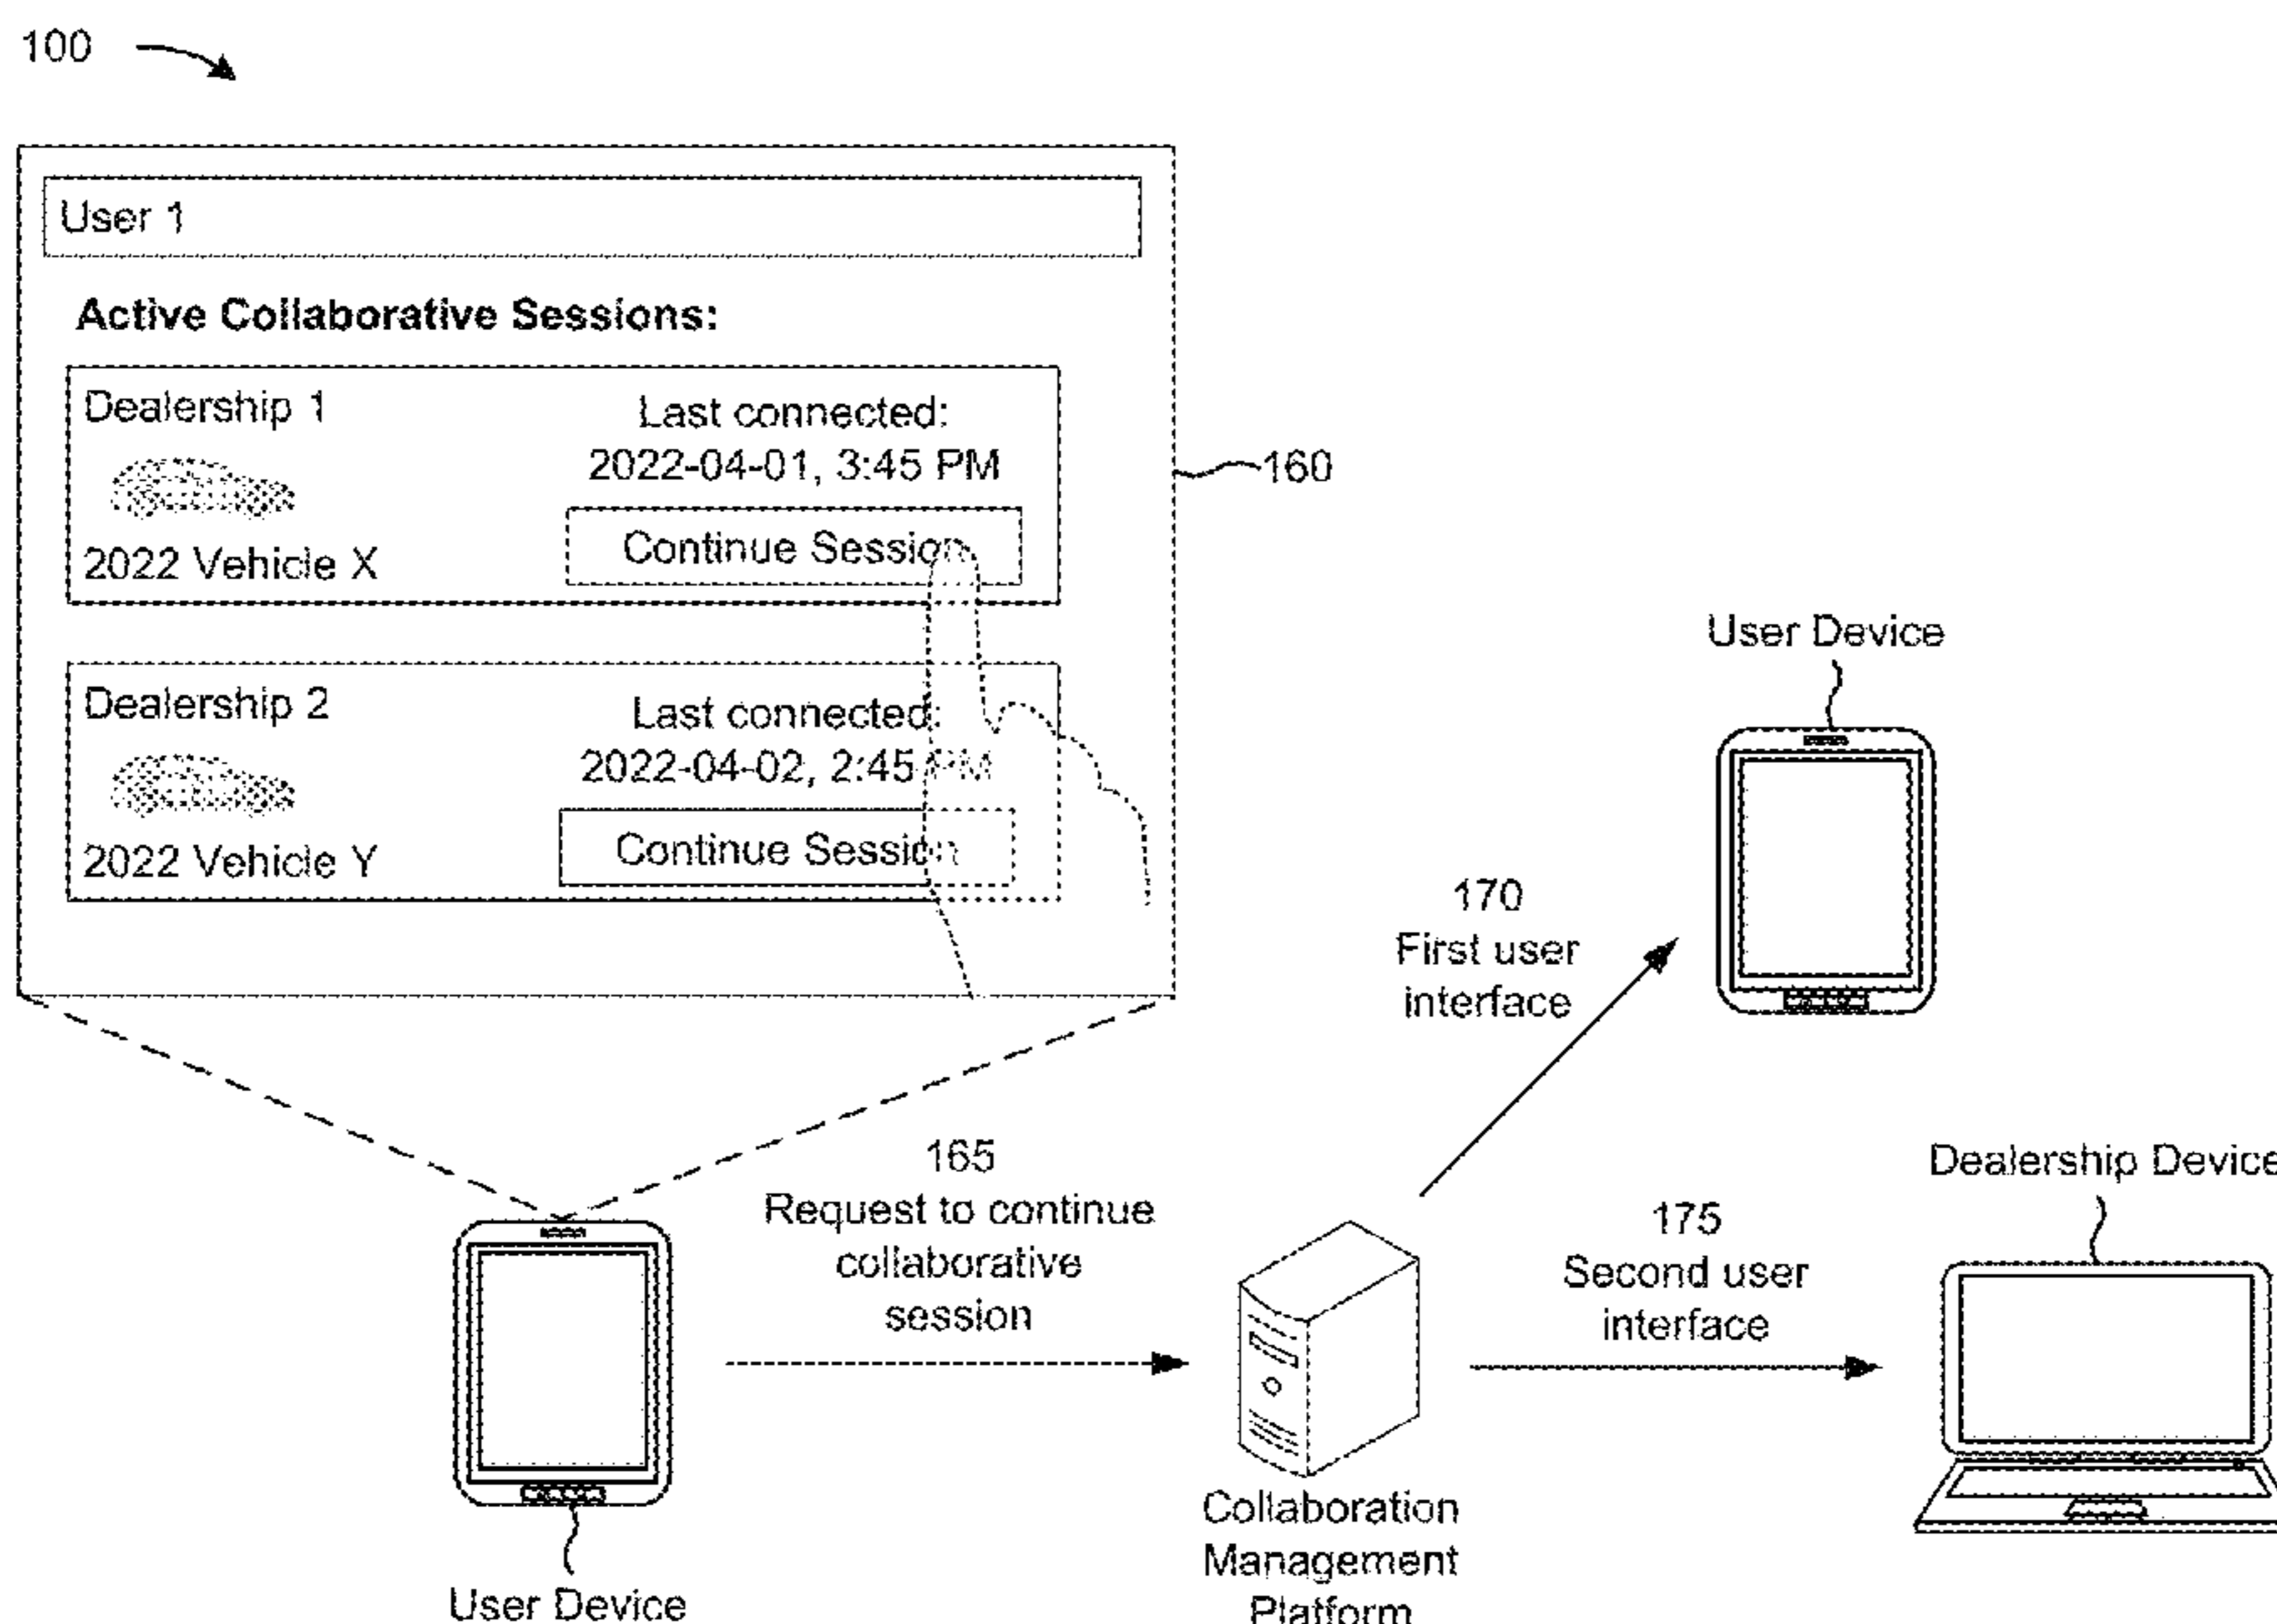 100
User 1
Active Collaborative Sessions:
Dealership 1
Last connected:
2022-04-01, 3:45 PM
Continue Session
2022 Vehicle X
160
Dealership 2
Last connected:
2022-04-02, 2:45 PM
Continue Session
2022 Vehicle Y
User Device
170
First user
interface
165
Request to continue
collaborative
session
Dealership Device
175
Second user
interface
User Device
Collaboration
Management
Platform